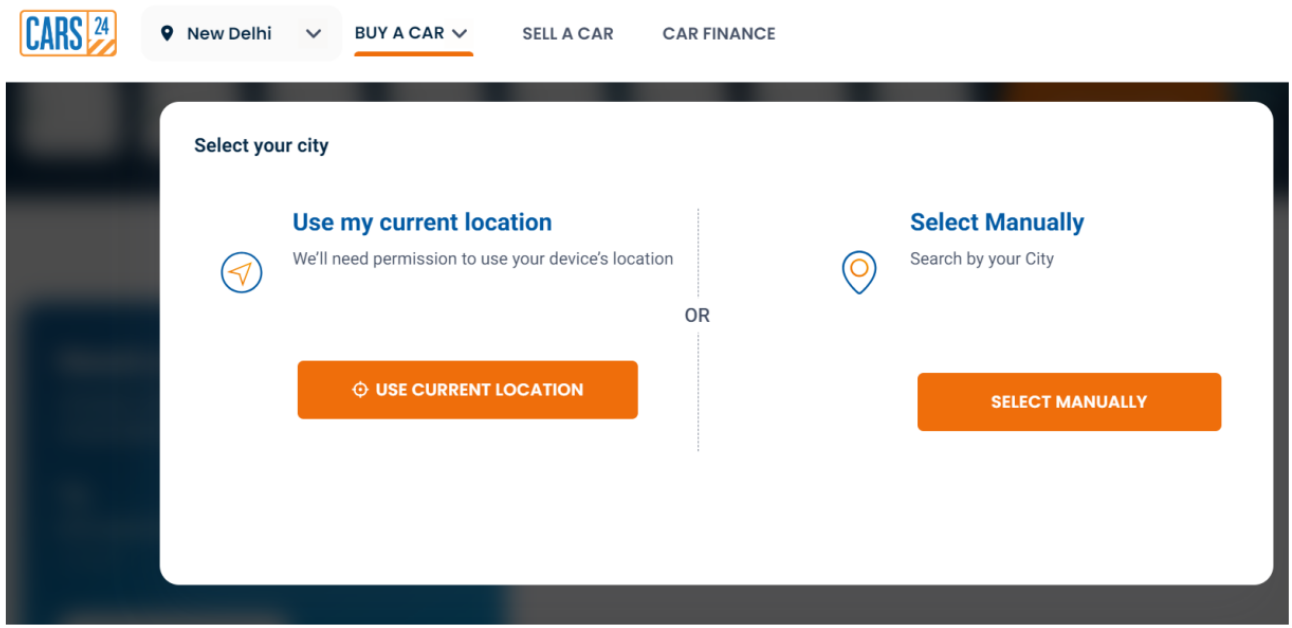 CARS 24
New Delhi
BUY A CAR
SELL A CAR
CAR FINANCE
Select your city
Use my current location
We'll need permission to use your device's location
USE CURRENT LOCATION
OR
Select Manually
Search by your City
SELECT MANUALLY